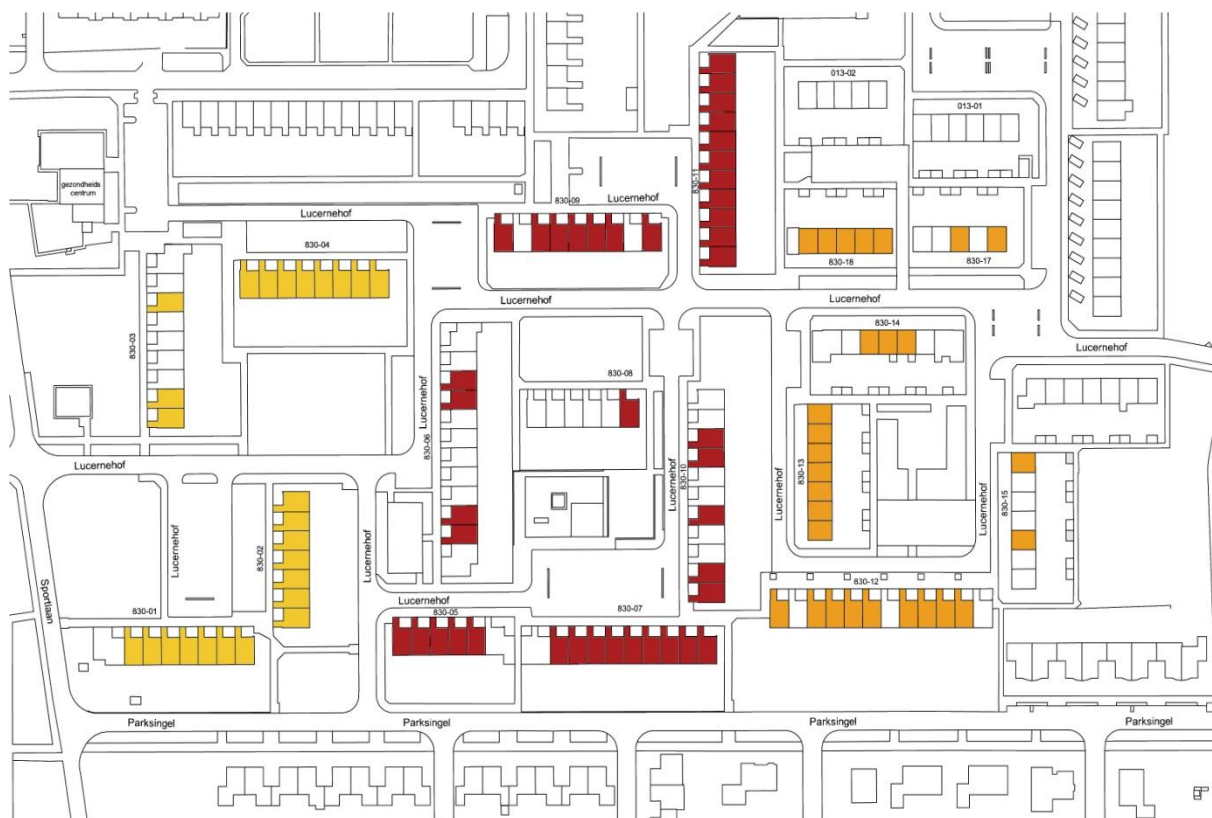 013-02
013-01
gezondheids
centrum
830-11
830-09
Lucernehof
Lucernehof
830-04
830-18
830-17
Lucernehof
Lucernehof
830-03
830-14
Lucernehof
830-08
Lucernehof
830-06
Lucernehof
830-10
Lucernehof
Lucernehof
830-13
830-15
Lucernehof
Lucernehof
830-02
Lucernehof
830-12
Sportlaan
830-01
Lucernehof
830-05
830-07
Parksingel
Parksingel
Parksingel
Parksingel